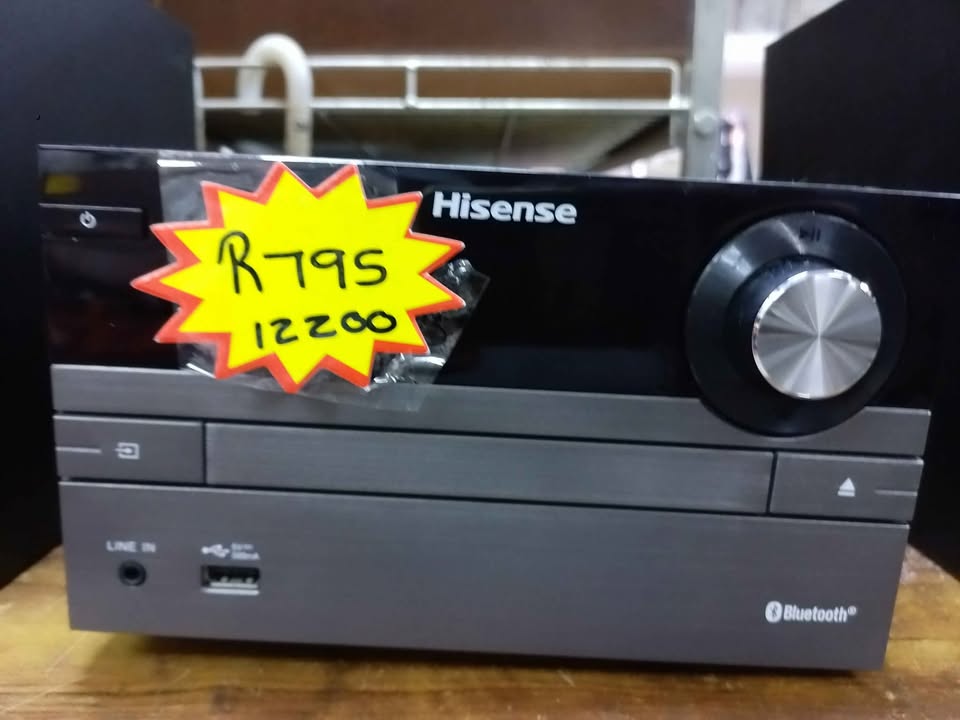 Hisense
R795
12200
LINE IN
Bluetooth®